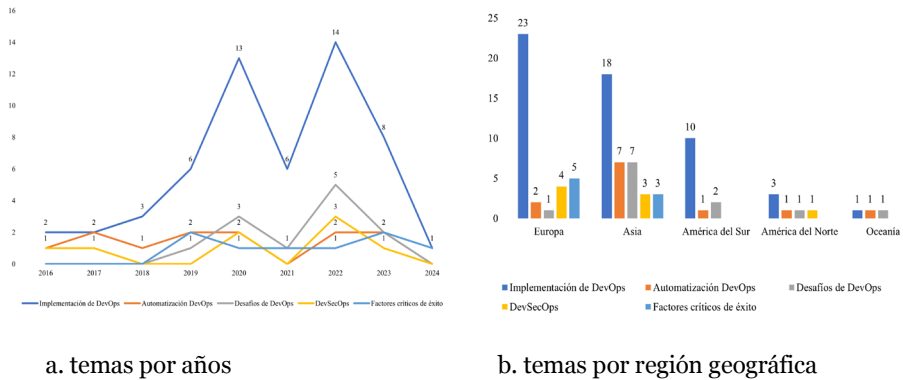 16
14
12
10
8
6
4
2
0
2 2 3 6 13 6 14 8 1
1 1 2 3 1 5 2 1
1 2 2 3 2
1 1 1 1 1
2016 2017 2018 2019 2020 2021 2022 2023 2024
Implementación de DevOps Automatización DevOps Desafíos de DevOps DevSecOps Factores críticos de éxito
a. temas por años
25
20
15
10
5
0
23 2 1 4 5
18 7 7 3 3
10 1 2
3 1 1 1
1 1 1
Europa Asia América del Sur América del Norte Oceanía
Implementación de DevOps Automatización DevOps Desafíos de DevOps
DevSecOps Factores críticos de éxito
b. temas por región geográfica